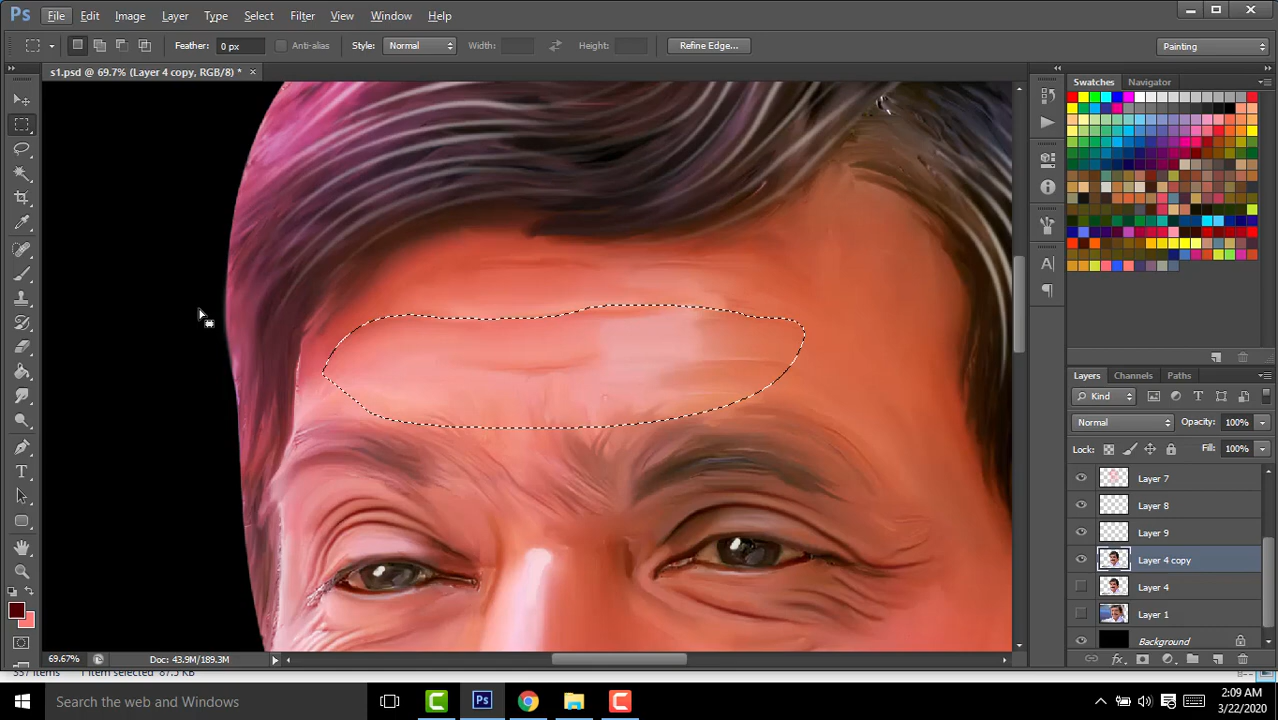 Ps File Edit Image Layer Type Select Filter View Window Help
Feather: 0 px Anti-alias Style: Normal Width: Height: Refine Edge... Painting
s1.psd @ 69.7% (Layer 4 copy, RGB/8) * ×
Swatches Navigator
Layers Channels Paths
Kind
Normal Opacity: 100%
Lock: Fill: 100%
Layer 7
Layer 8
Layer 9
Layer 4 copy
Layer 4
Layer 1
Background
69.67% Doc: 43.9M/189.3M
Search the web and Windows
2:09 AM
3/22/2020